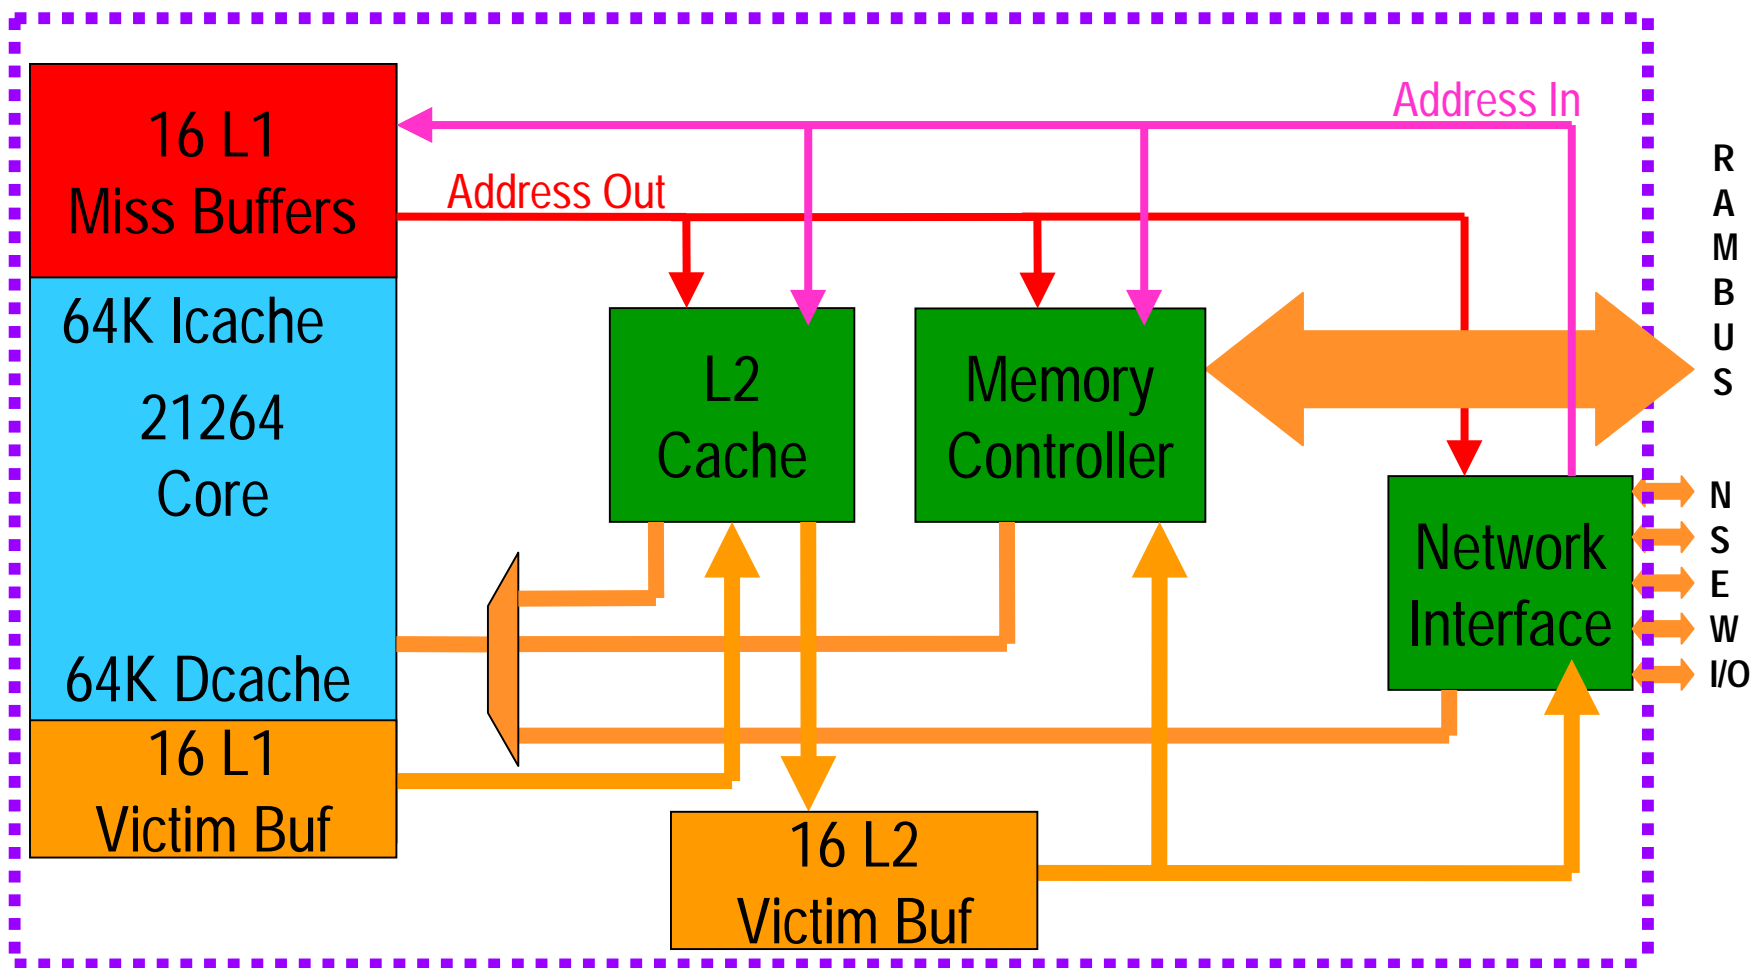 Address In
16 L1
Miss Buffers
Address Out
64K Icache
21264
Core
64K Dcache
16 L1
Victim Buf
L2
Cache
Memory
Controller
Network
Interface
16 L2
Victim Buf
R
A
M
B
U
S
N
S
E
W
I/O